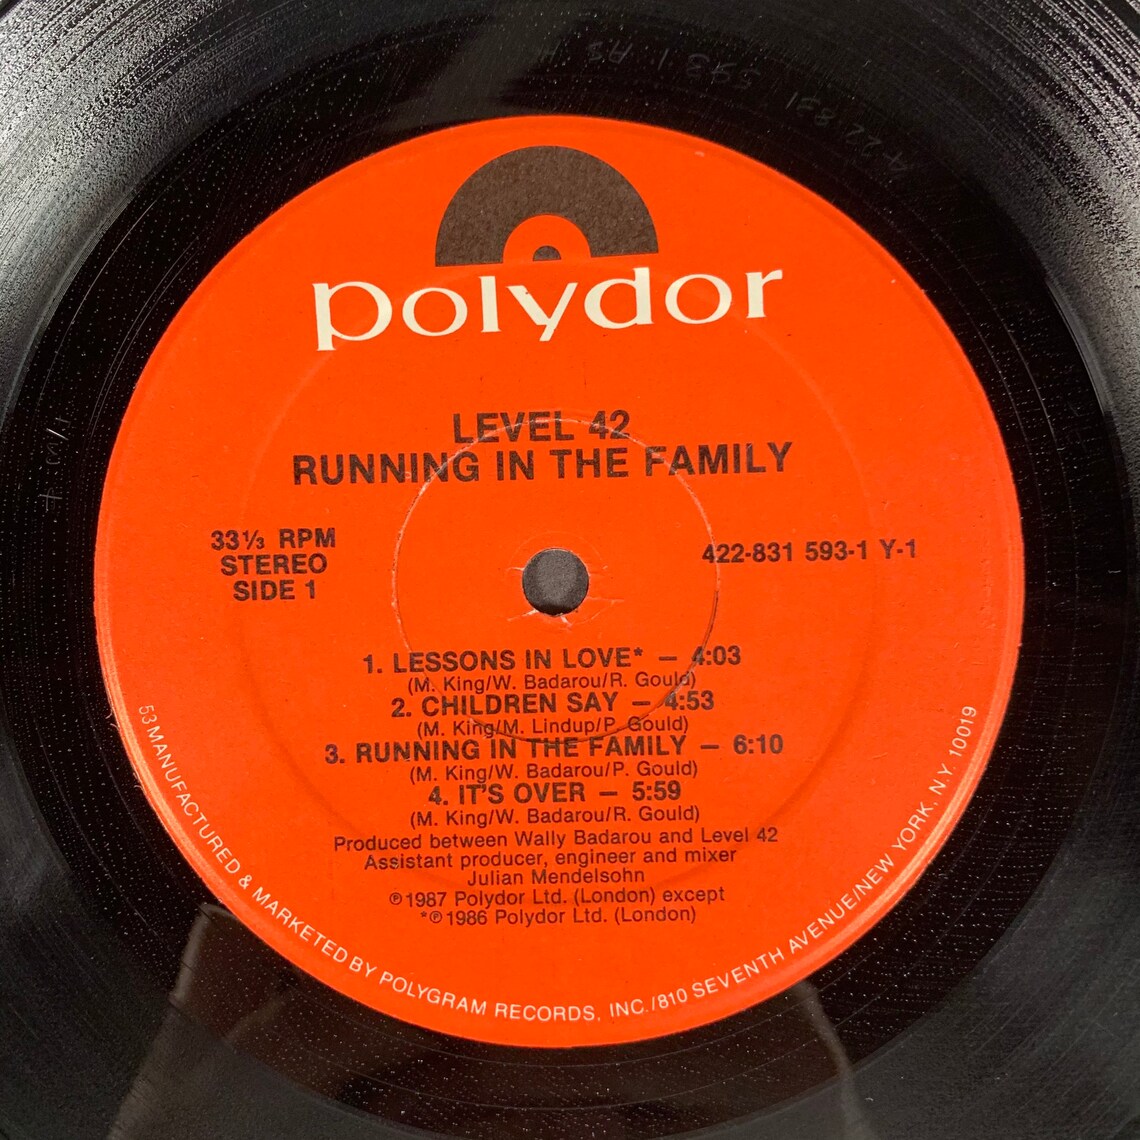 polydor
LEVEL 42
RUNNING IN THE FAMILY
33⅓ RPM
STEREO
SIDE 1
422-831 593-1 Y-1
1. LESSONS IN LOVE* — 4:03
(M. King/W. Badarou/R. Gould)
2. CHILDREN SAY — 4:53
(M. King/M. Lindup/P. Gould)
3. RUNNING IN THE FAMILY — 6:10
(M. King/W. Badarou/P. Gould)
4. IT'S OVER — 5:59
(M. King/W. Badarou/R. Gould)
Produced between Wally Badarou and Level 42
Assistant producer, engineer and mixer
Julian Mendelsohn
℗1987 Polydor Ltd. (London) except
*℗1986 Polydor Ltd. (London)
53 MANUFACTURED & MARKETED BY POLYGRAM RECORDS, INC./810 SEVENTH AVENUE/NEW YORK, N.Y. 10019